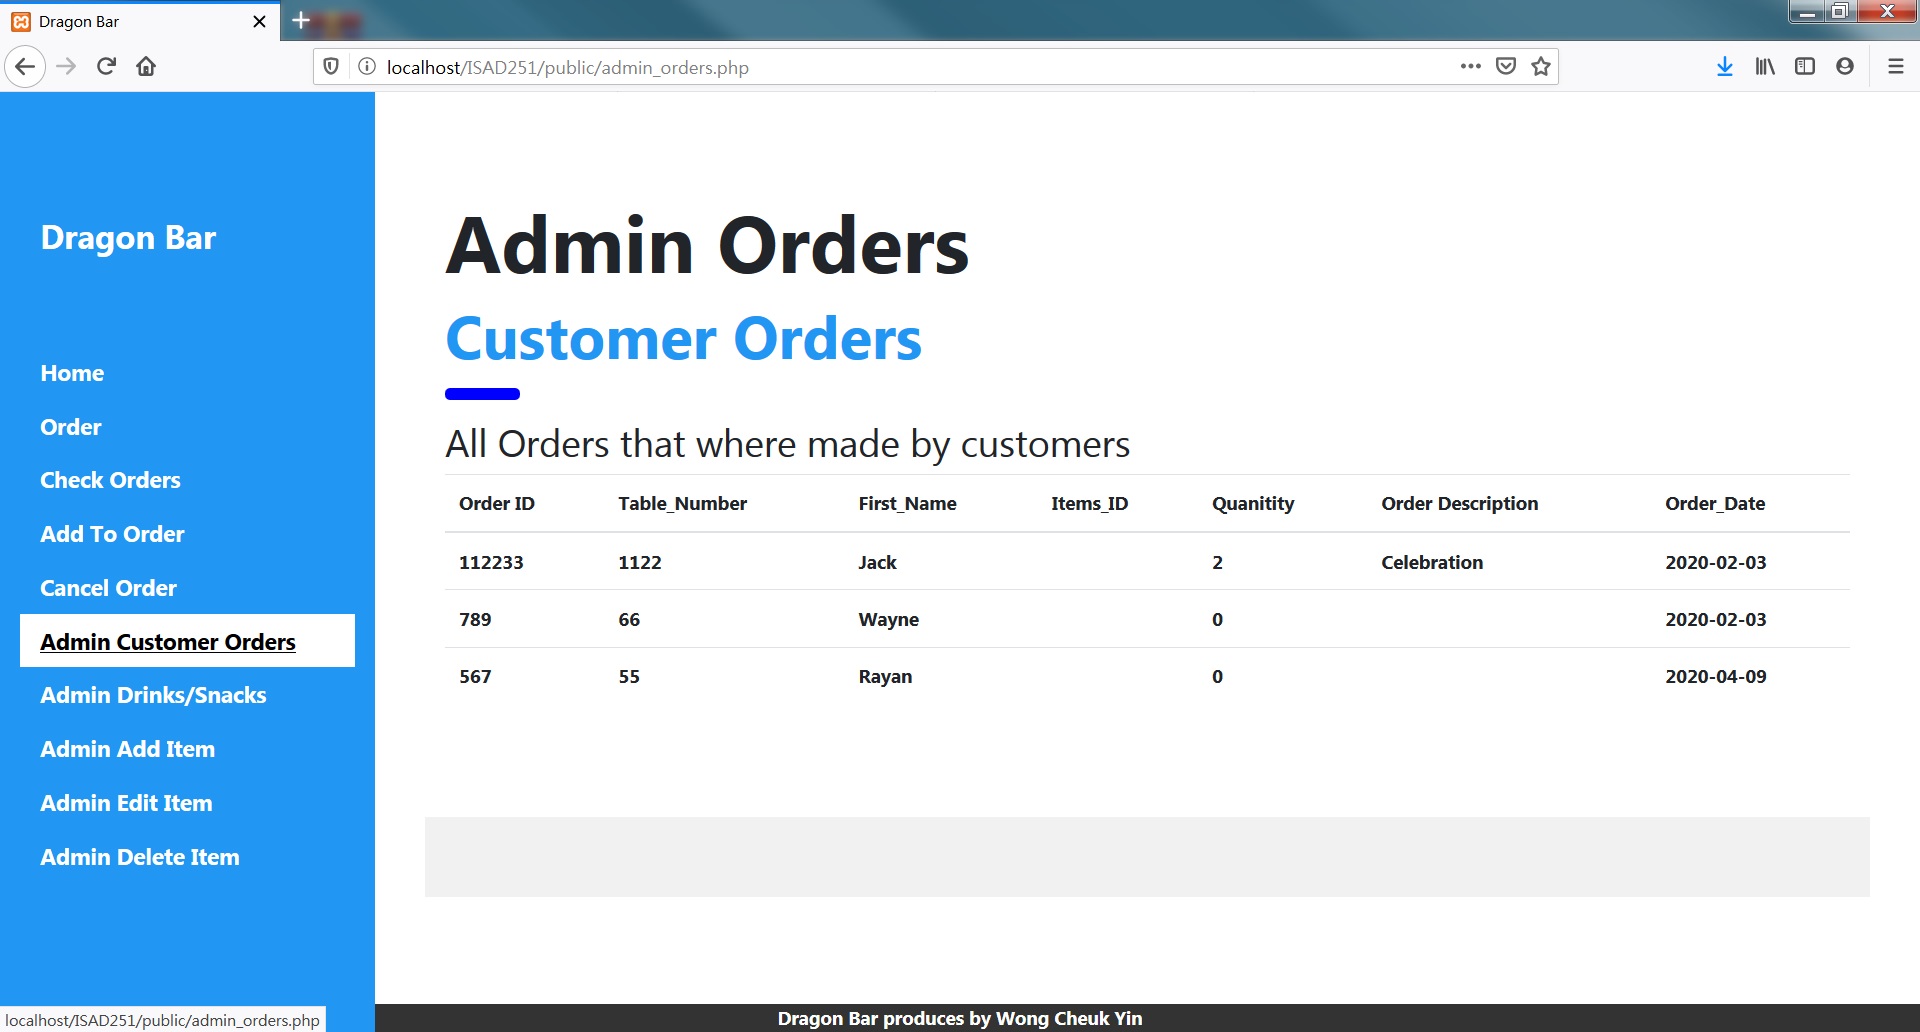 Dragon Bar
localhost/ISAD251/public/admin_orders.php
Dragon Bar
Home
Order
Check Orders
Add To Order
Cancel Order
Admin Customer Orders
Admin Drinks/Snacks
Admin Add Item
Admin Edit Item
Admin Delete Item
Admin Orders
Customer Orders
All Orders that where made by customers
Order ID Table_Number First_Name Items_ID Quanitity Order Description Order_Date
112233 1122 Jack 2 Celebration 2020-02-03
789 66 Wayne 0 2020-02-03
567 55 Rayan 0 2020-04-09
localhost/ISAD251/public/admin_orders.php
Dragon Bar produces by Wong Cheuk Yin